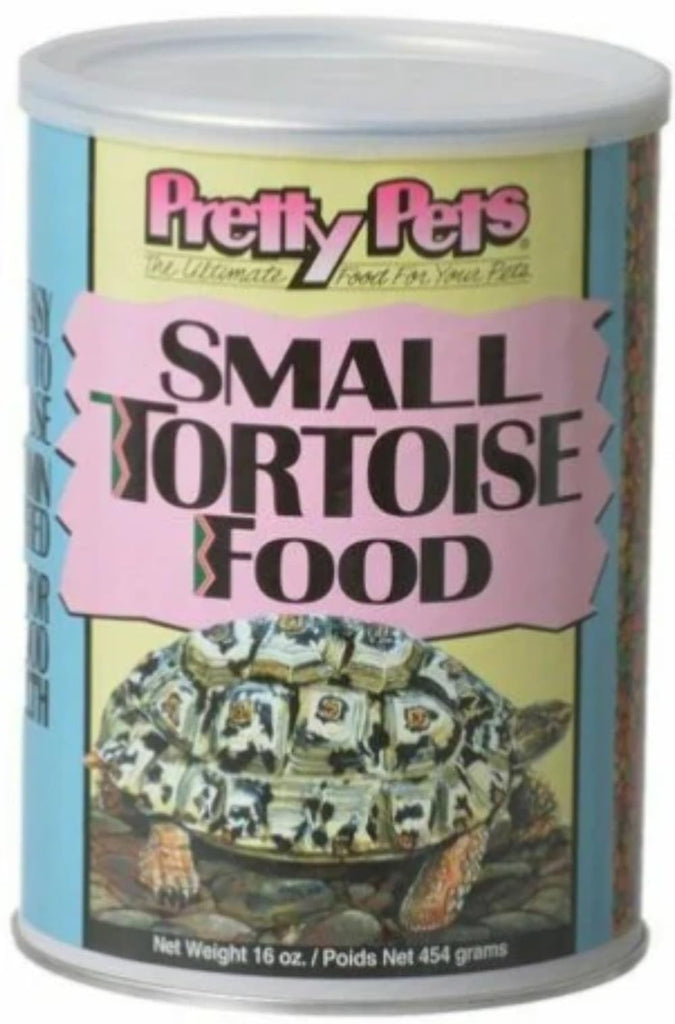 Pretty Pets®
The Ultimate Food For Your Pets
SMALL
TORTOISE
FOOD
Net Weight 16 oz. / Poids Net 454 grams